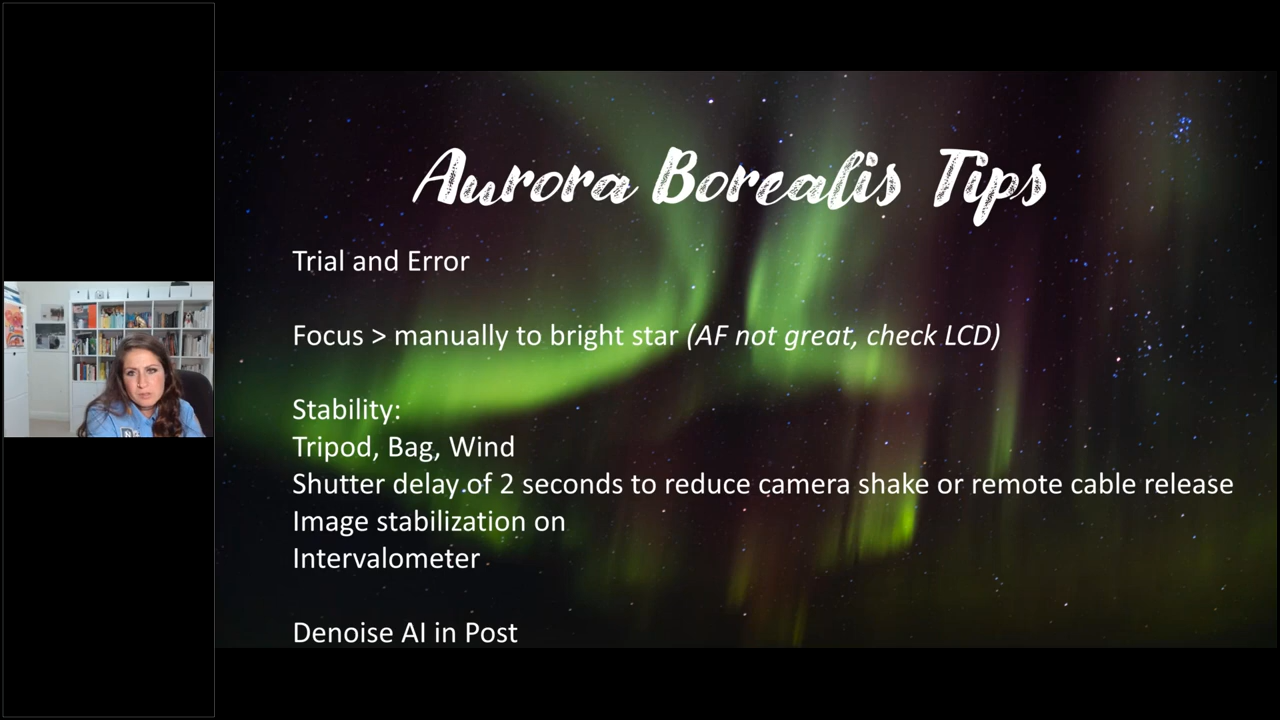 Aurora Borealis Tips
Trial and Error
Focus > manually to bright star (AF not great, check LCD)
Stability:
Tripod, Bag, Wind
Shutter delay of 2 seconds to reduce camera shake or remote cable release
Image stabilization on
Intervalometer
Denoise AI in Post